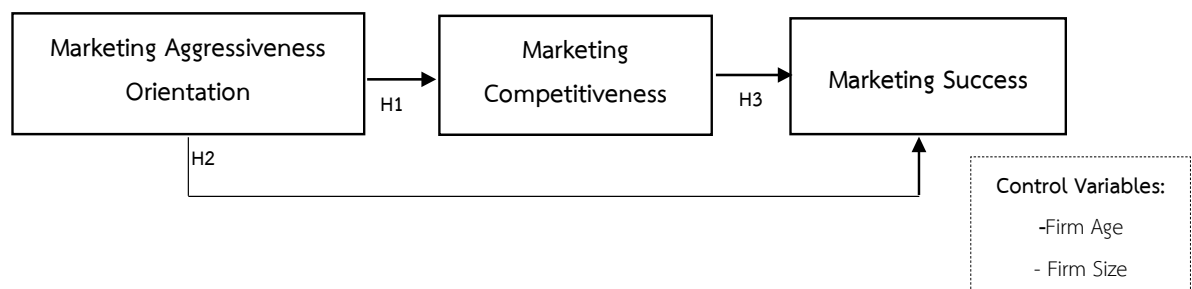 Marketing Aggressiveness
Orientation
H1
Marketing
Competitiveness
H3
Marketing Success
H2
Control Variables:
-Firm Age
- Firm Size